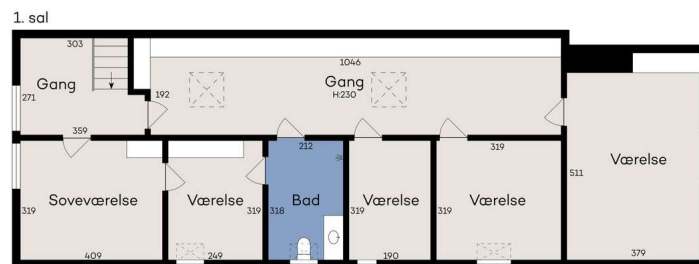 1. sal
303
1046
Gang
Gang
H:230
271
192
359
212
319
Værelse
511
Soveværelse
Værelse
Bad
Værelse
Værelse
319
319
318
319
319
409
249
190
379